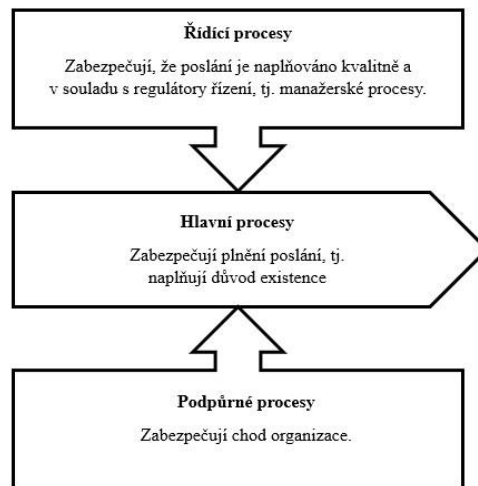 Řídící procesy
Zabezpečují, že poslání je naplňováno kvalitně a
v souladu s regulátory řízení, tj. manažerské procesy.
Hlavní procesy
Zabezpečují plnění poslání, tj.
naplňují důvod existence
Podpůrné procesy
Zabezpečují chod organizace.